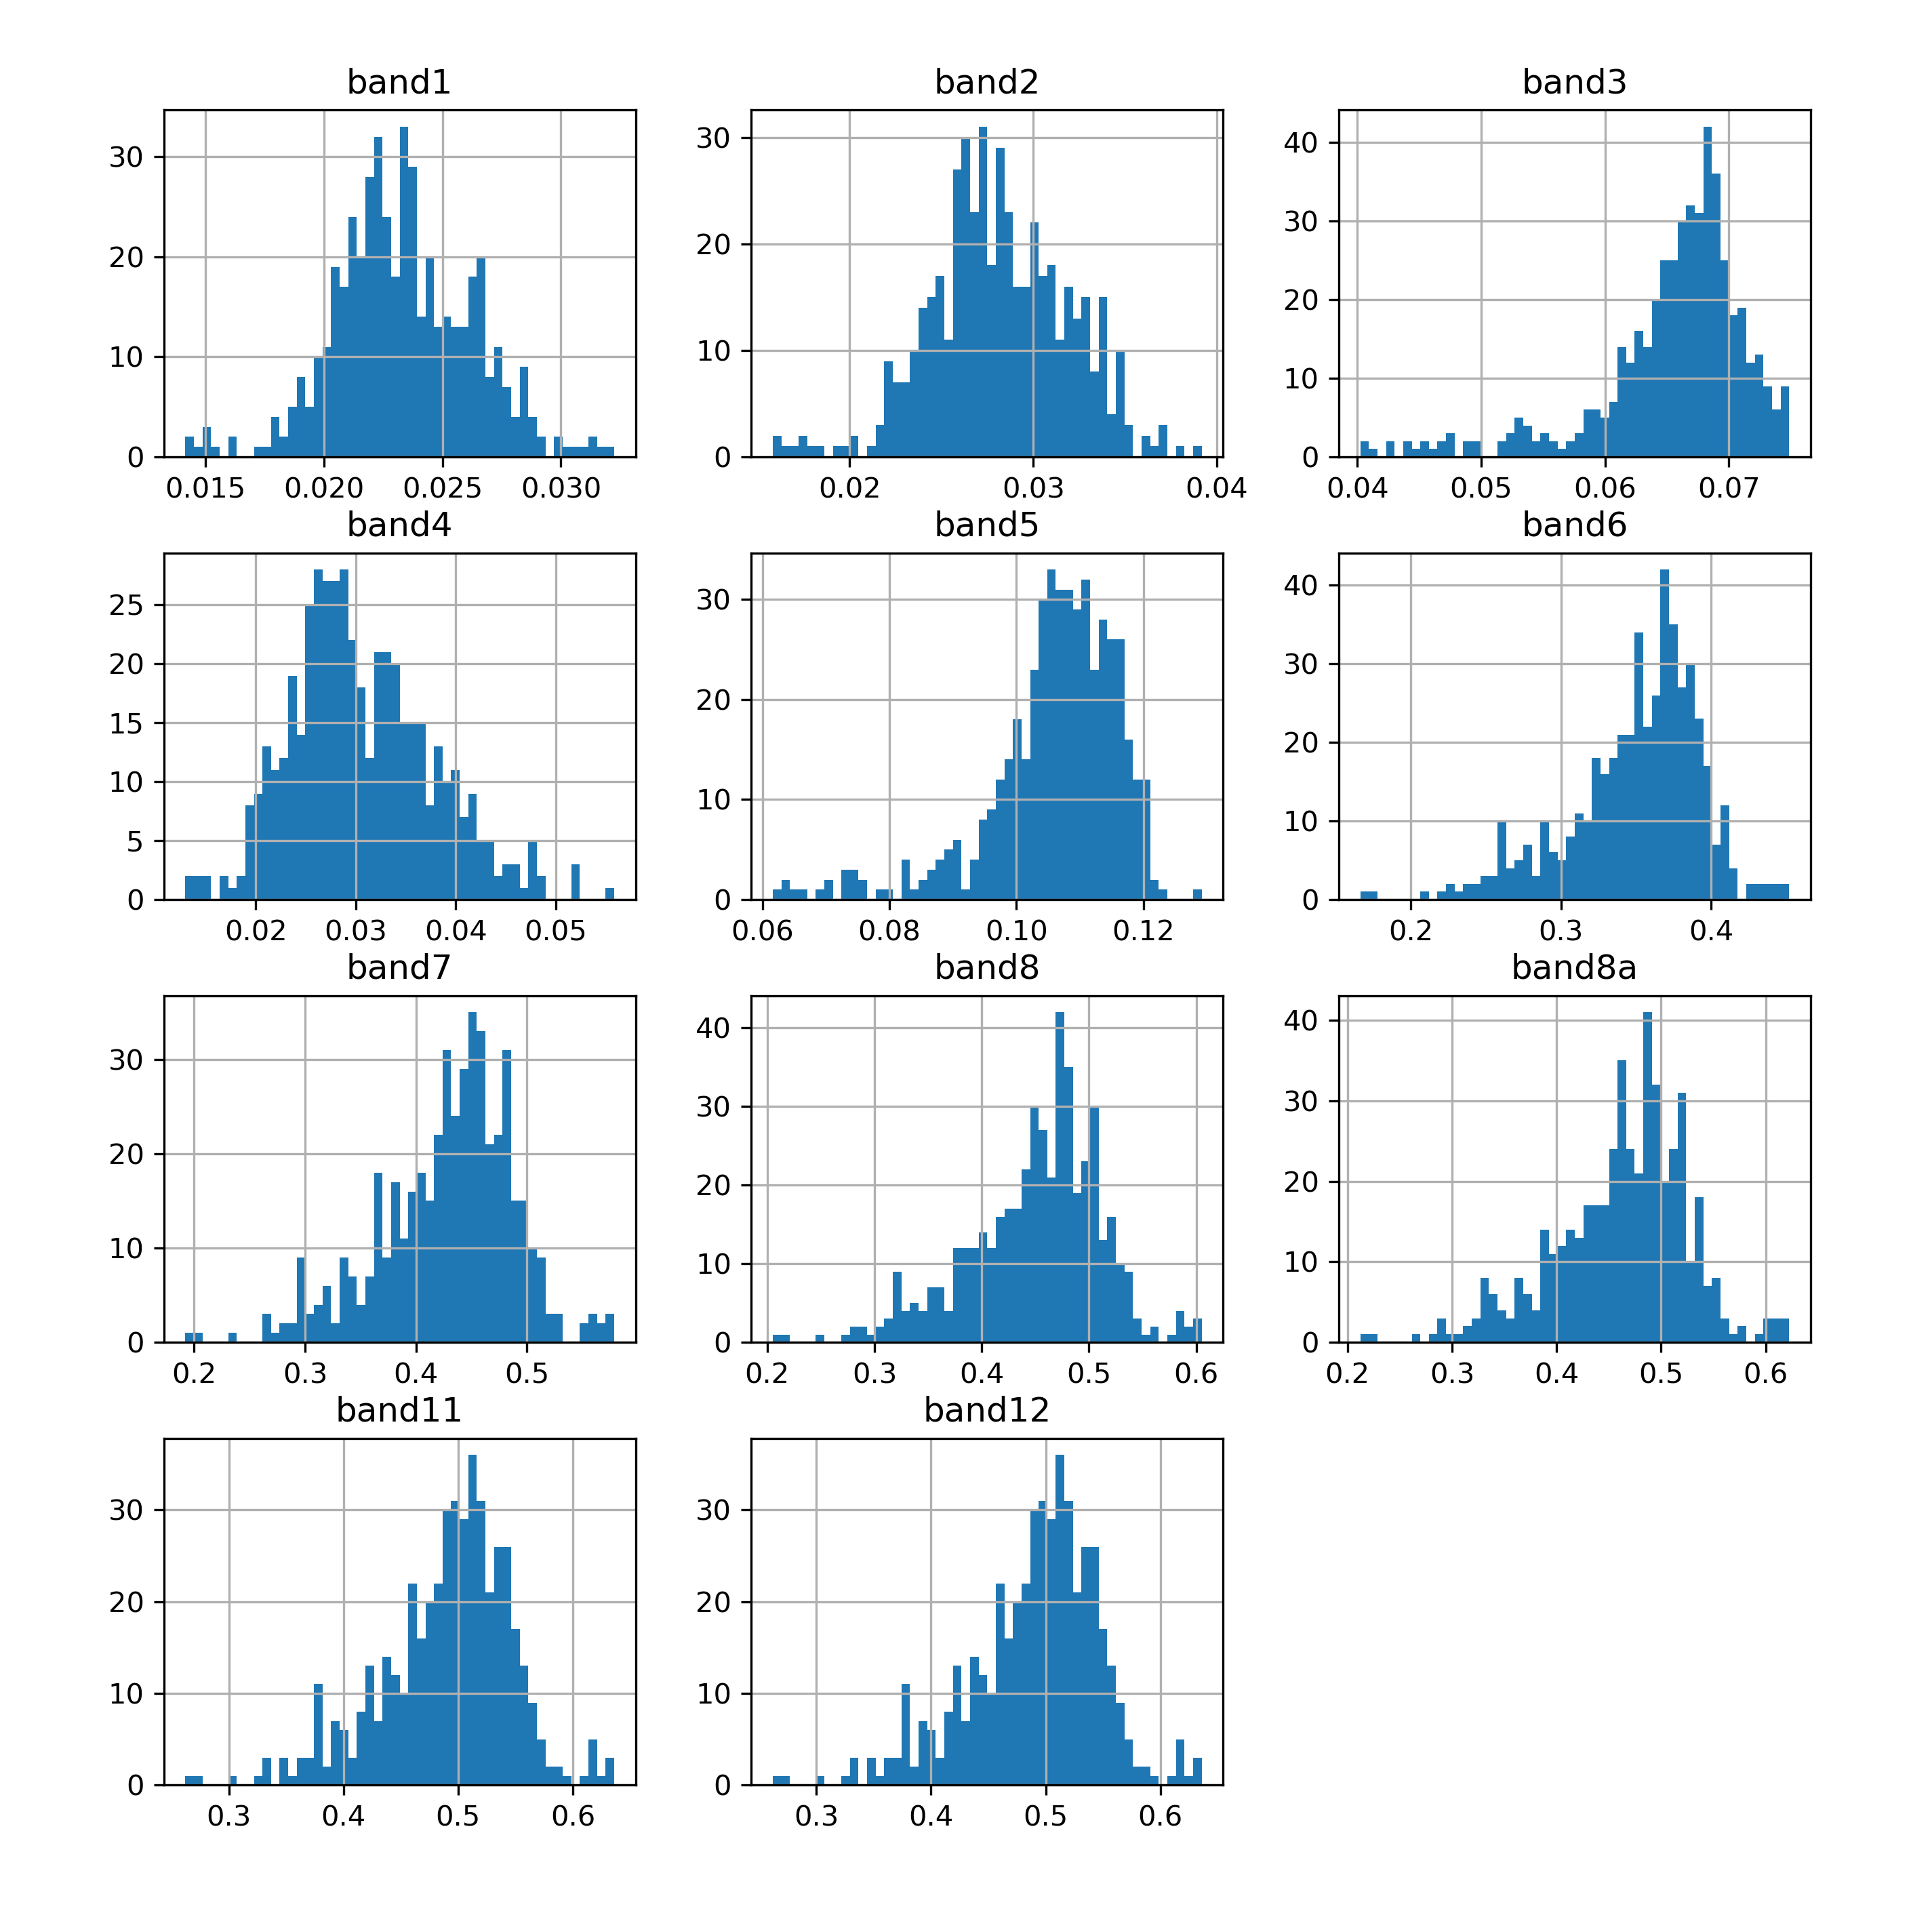 band1 band2 band3
30 30 40
20 20 30
10 10 20
0 0 10
0
0.015 0.020 0.025 0.030 0.02 0.03 0.04 0.04 0.05 0.06 0.07
band4 band5 band6
25 30 40
20 20 30
15 10 20
10 0 10
5 0
0
0.02 0.03 0.04 0.05 0.06 0.08 0.10 0.12 0.2 0.3 0.4
band7 band8 band8a
30 40 40
20 30 30
10 20 20
0 10 10
0 0
0.2 0.3 0.4 0.5 0.2 0.3 0.4 0.5 0.6 0.2 0.3 0.4 0.5 0.6
band11 band12
30 30
20 20
10 10
0 0
0.3 0.4 0.5 0.6 0.3 0.4 0.5 0.6